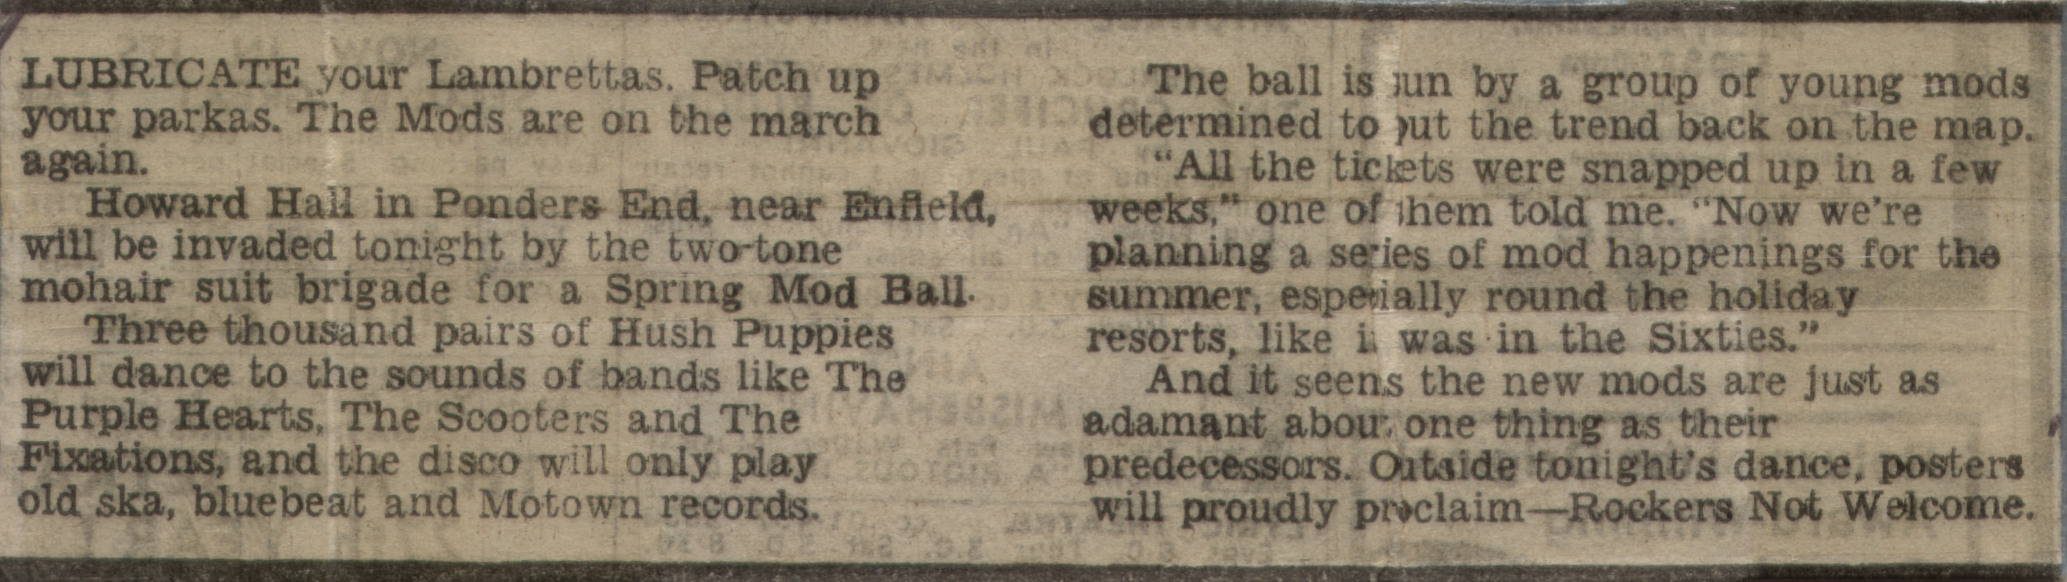 LUBRICATE your Lambrettas. Patch up
your parkas. The Mods are on the march
again.
Howard Hall in Ponders End, near Enfield,
will be invaded tonight by the two-tone
mohair suit brigade for a Spring Mod Ball.
Three thousand pairs of Hush Puppies
will dance to the sounds of bands like The
Purple Hearts, The Scooters and The
Fixations, and the disco will only play
old ska, bluebeat and Motown records.
The ball is run by a group of young mods
determined to put the trend back on the map.
“All the tickets were snapped up in a few
weeks,” one of them told me. “Now we’re
planning a series of mod happenings for the
summer, especially round the holiday
resorts, like it was in the Sixties.”
And it seems the new mods are just as
adamant about one thing as their
predecessors. Outside tonight’s dance, posters
will proudly proclaim—Rockers Not Welcome.